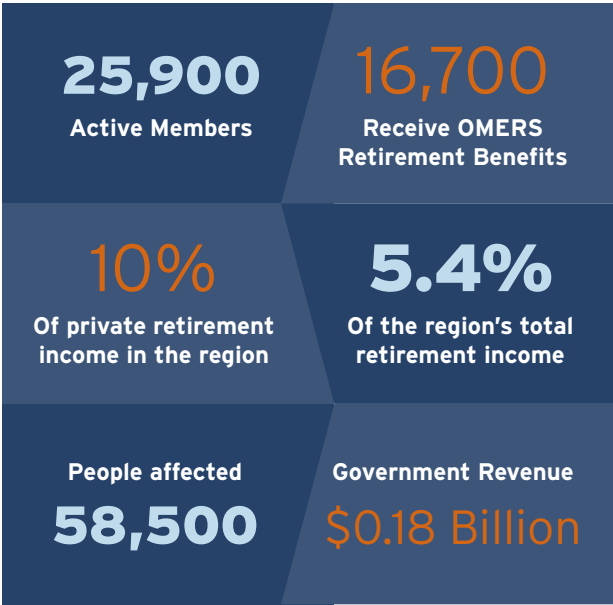 25,900
Active Members
16,700
Receive OMERS
Retirement Benefits
10%
Of private retirement
income in the region
5.4%
Of the region's total
retirement income
People affected
58,500
Government Revenue
$0.18 Billion